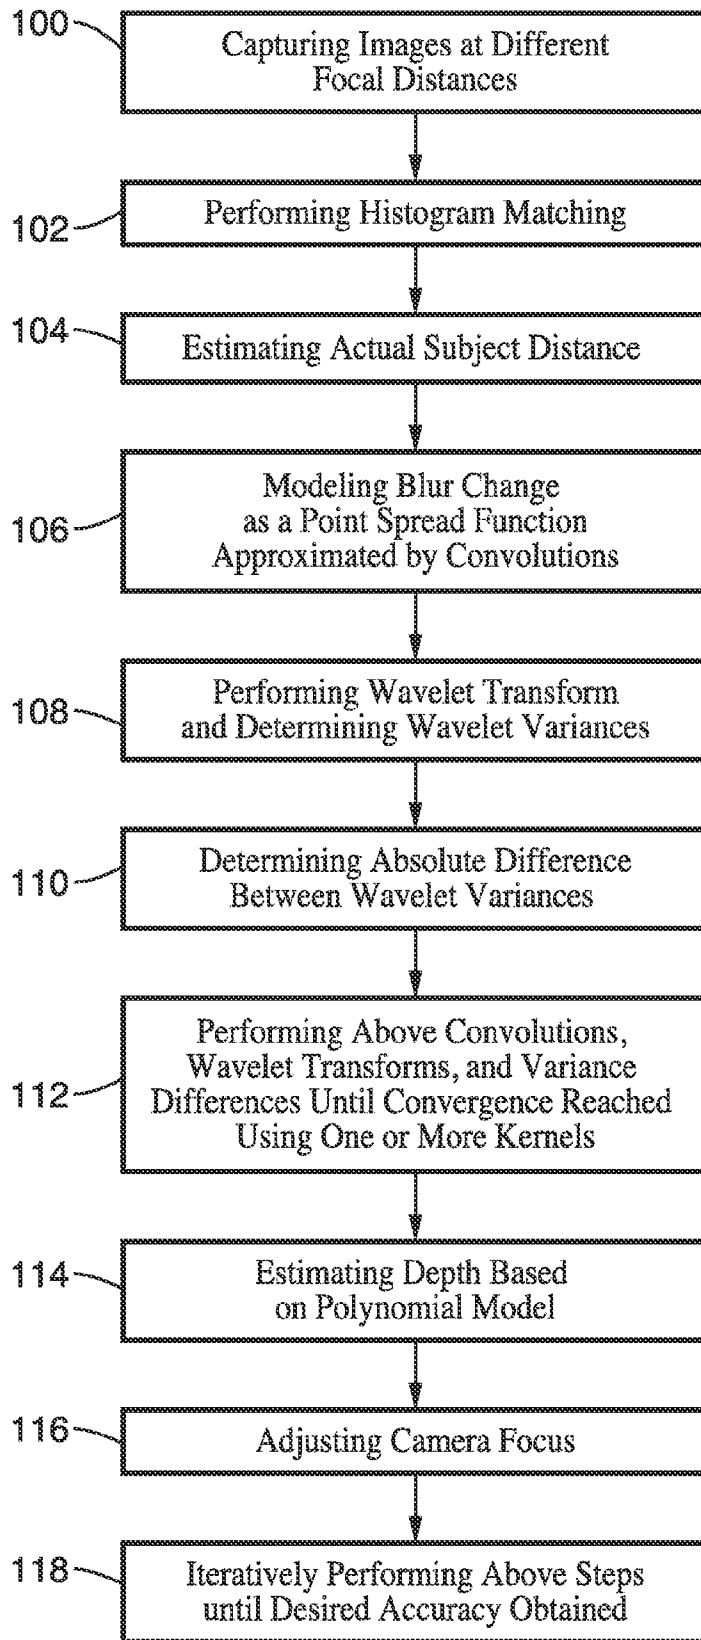 100
Capturing Images at Different
Focal Distances
102
Performing Histogram Matching
104
Estimating Actual Subject Distance
106
Modeling Blur Change
as a Point Spread Function
Approximated by Convolutions
108
Performing Wavelet Transform
and Determining Wavelet Variances
110
Determining Absolute Difference
Between Wavelet Variances
112
Performing Above Convolutions,
Wavelet Transforms, and Variance
Differences Until Convergence Reached
Using One or More Kernels
114
Estimating Depth Based
on Polynomial Model
116
Adjusting Camera Focus
118
Iteratively Performing Above Steps
until Desired Accuracy Obtained